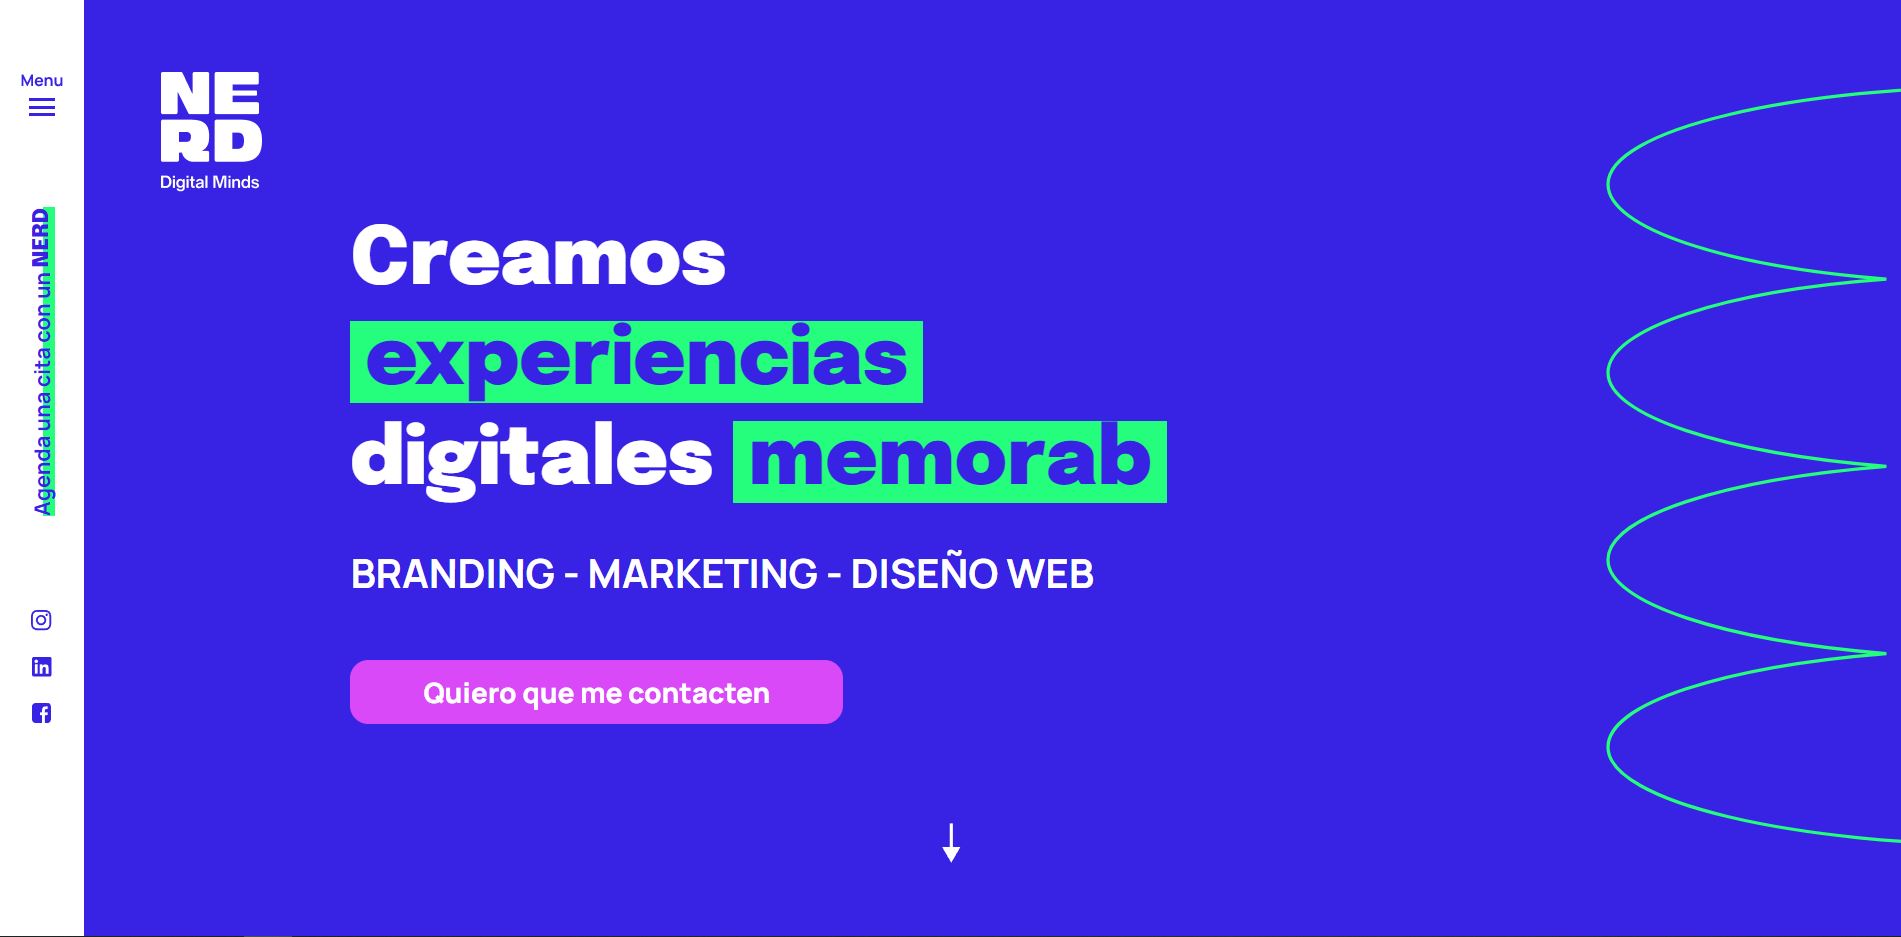 Menu
Agenda una cita con un NERD
NE
RD
Digital Minds
Creamos
experiencias
digitales memorab
BRANDING - MARKETING - DISEÑO WEB
Quiero que me contacten